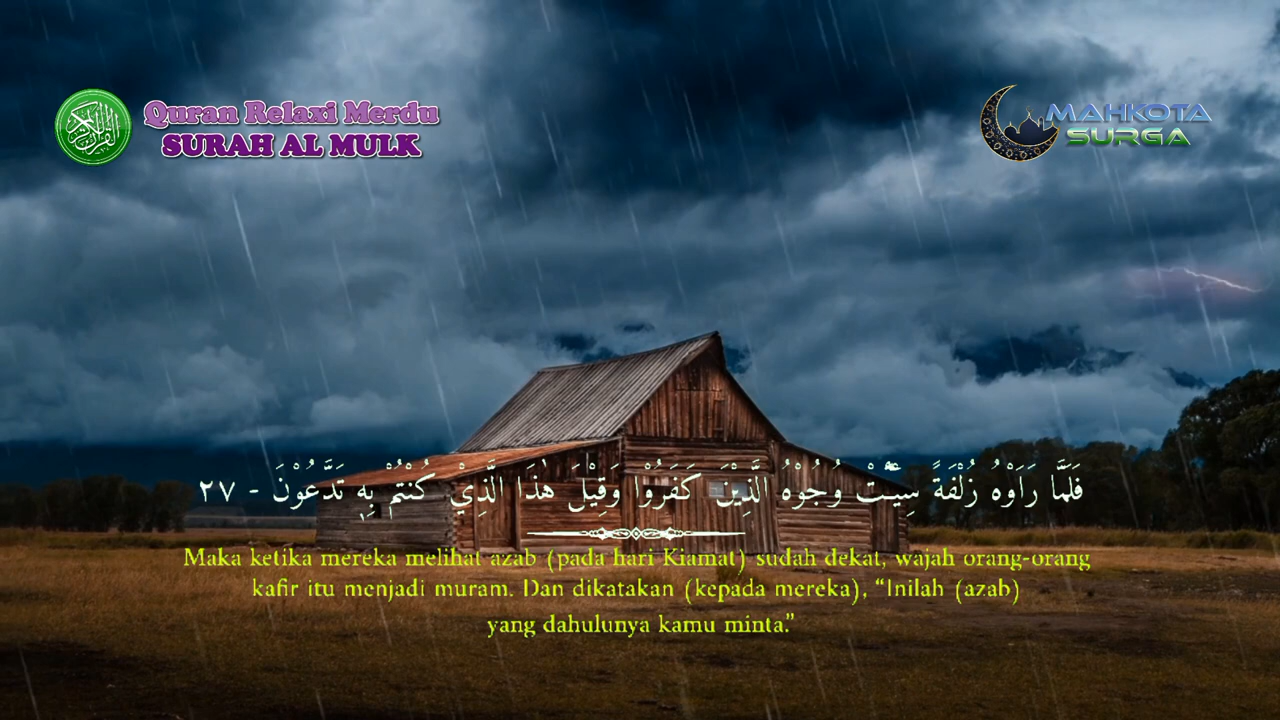 Quran Relaxi Merdu
SURAH AL MULK
MAHKOTA
SURGA
فَلَمَّا رَاَوْهُ زُلْفَةً سِيْۤـَٔتْ وُجُوْهُ الَّذِيْنَ كَفَرُوْا وَقِيْلَ هٰذَا الَّذِيْ كُنْتُمْ بِهٖ تَدَّعُوْنَ - ٢٧
Maka ketika mereka melihat azab (pada hari Kiamat) sudah dekat, wajah orang-orang
kafir itu menjadi muram. Dan dikatakan (kepada mereka), “Inilah (azab)
yang dahulunya kamu minta.”